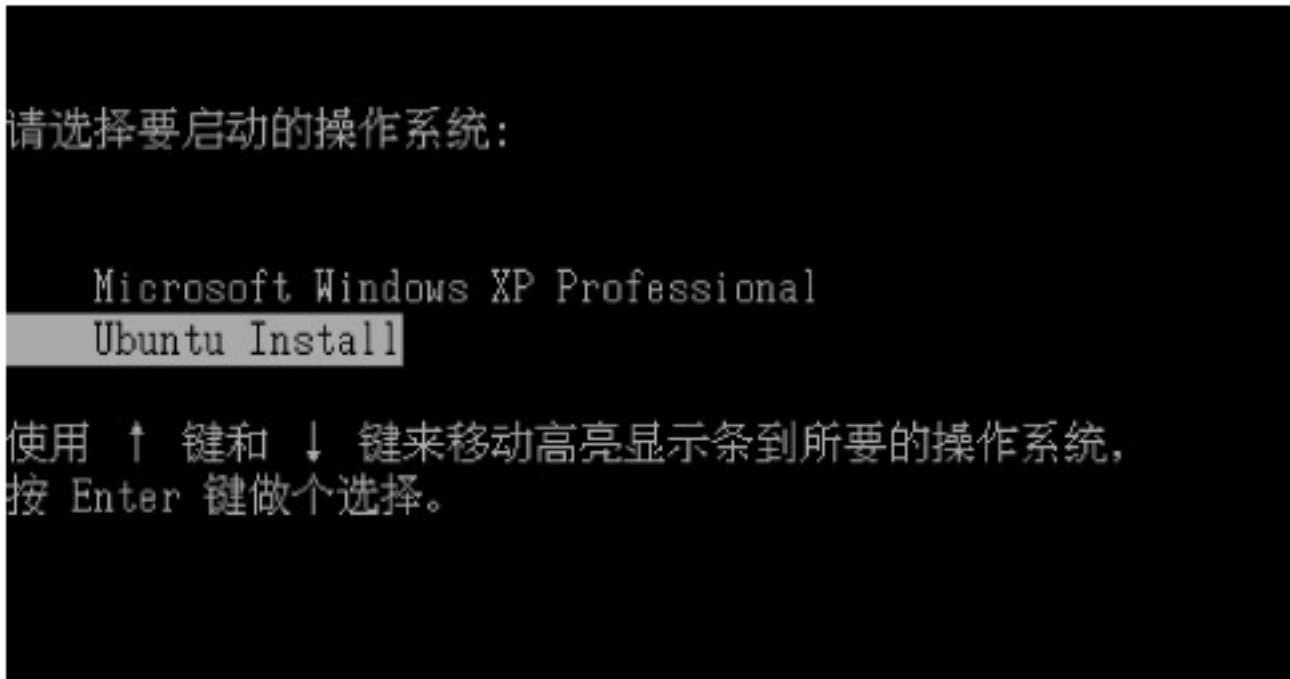 请选择要启动的操作系统:
Microsoft Windows XP Professional
Ubuntu Install
使用 ↑ 键和 ↓ 键来移动高亮显示条到所要的操作系统,
按 Enter 键做个选择。